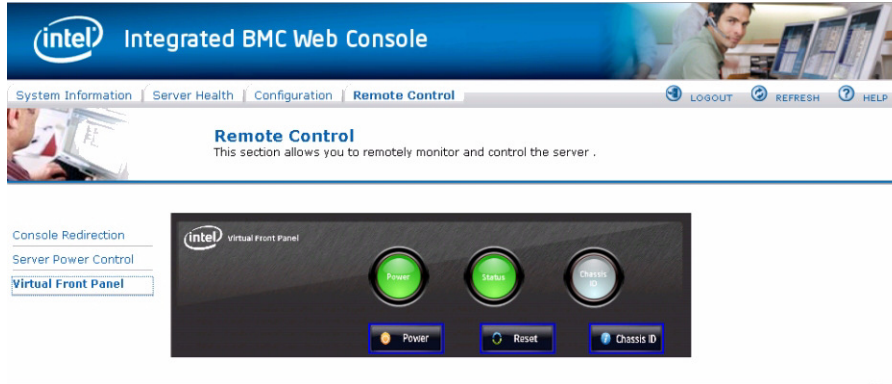 intel Integrated BMC Web Console
System Information Server Health Configuration Remote Control LOGOUT REFRESH HELP
Remote Control
This section allows you to remotely monitor and control the server .
Console Redirection
Server Power Control
Virtual Front Panel
intel Virtual Front Panel
Power Status Chassis
ID
Power Reset Chassis ID